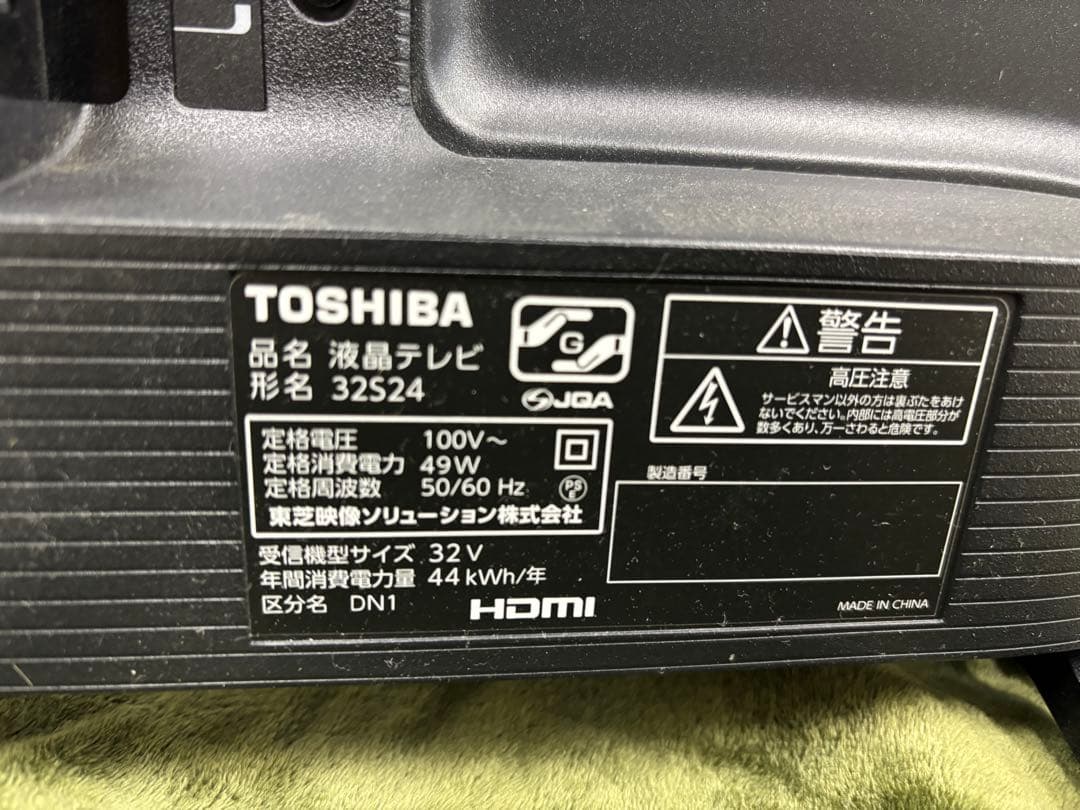 TOSHIBA
品名 液晶テレビ
形名 32S24
G
JQA
定格電圧 100V～
定格消費電力 49W
定格周波数 50/60 Hz
PS
E
東芝映像ソリューション株式会社
受信機型サイズ 32V
年間消費電力量 44kWh/年
区分名 DN1
HDMI
警告
高圧注意
サービスマン以外の方は裏ぶたをあけ
ないでください。内部には高電圧部分が
数多くあり、万一さわると危険です。
製造番号
MADE IN CHINA